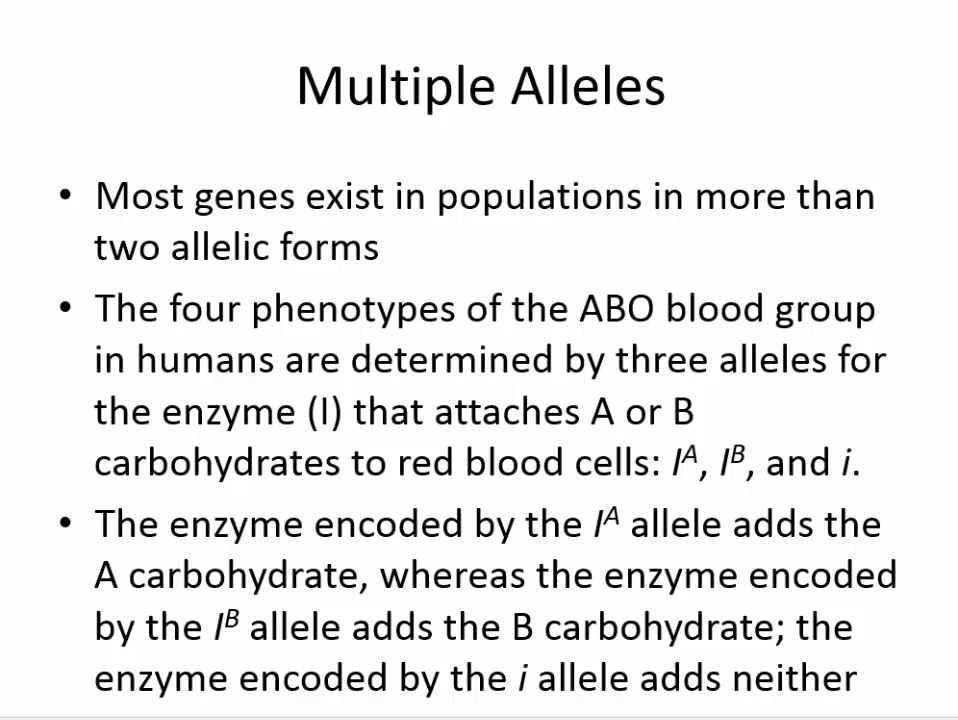 Multiple Alleles
• Most genes exist in populations in more than
two allelic forms
• The four phenotypes of the ABO blood group
in humans are determined by three alleles for
the enzyme (I) that attaches A or B
carbohydrates to red blood cells: Iᴬ, Iᴮ, and i.
• The enzyme encoded by the Iᴬ allele adds the
A carbohydrate, whereas the enzyme encoded
by the Iᴮ allele adds the B carbohydrate; the
enzyme encoded by the i allele adds neither